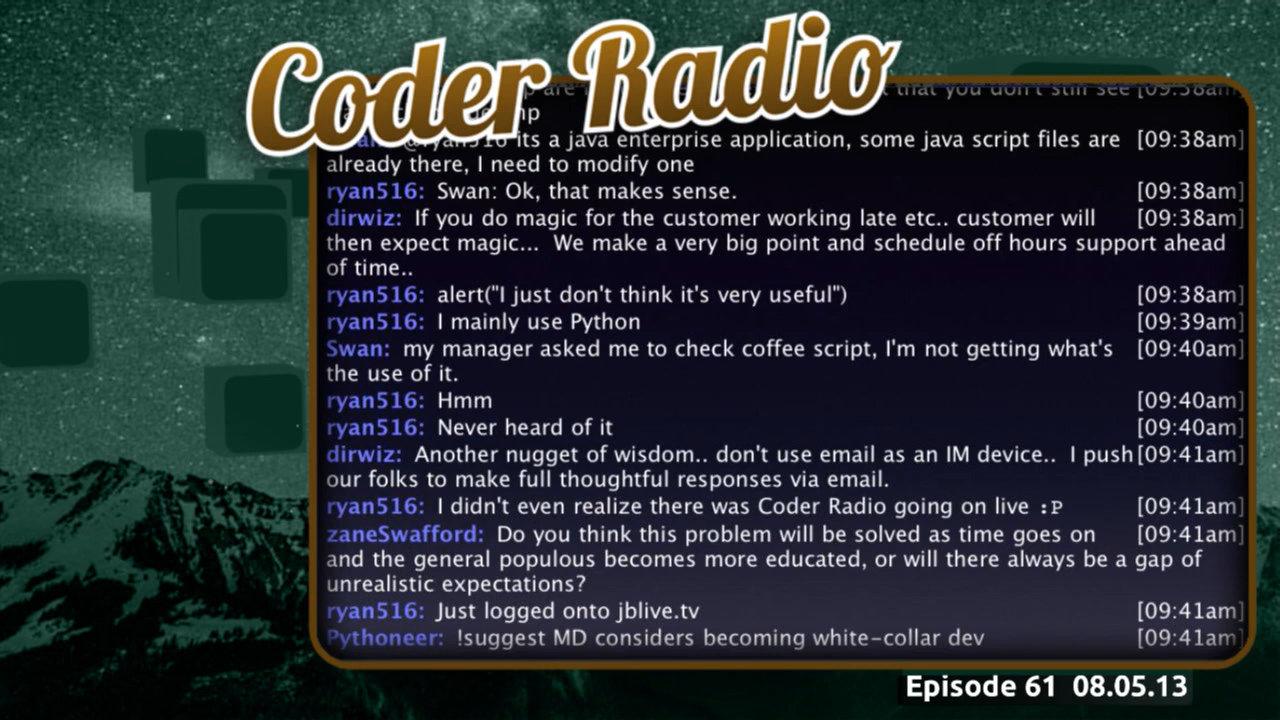 Coder Radio
that you don't still see [09:38am]
its a java enterprise application, some java script files are [09:38am]
already there, I need to modify one
ryan516: Swan: Ok, that makes sense. [09:38am]
dirwiz: If you do magic for the customer working late etc.. customer will [09:38am]
then expect magic... We make a very big point and schedule off hours support ahead
of time..
ryan516: alert("I just don't think it's very useful") [09:38am]
ryan516: I mainly use Python [09:39am]
Swan: my manager asked me to check coffee script, I'm not getting what's [09:40am]
the use of it.
ryan516: Hmm [09:40am]
ryan516: Never heard of it [09:40am]
dirwiz: Another nugget of wisdom.. don't use email as an IM device.. I push [09:41am]
our folks to make full thoughtful responses via email.
ryan516: I didn't even realize there was Coder Radio going on live :P [09:41am]
zaneSwafford: Do you think this problem will be solved as time goes on [09:41am]
and the general populous becomes more educated, or will there always be a gap of
unrealistic expectations?
ryan516: Just logged onto jblive.tv [09:41am]
Pythoneer: !suggest MD considers becoming white-collar dev [09:41am]
Episode 61 08.05.13